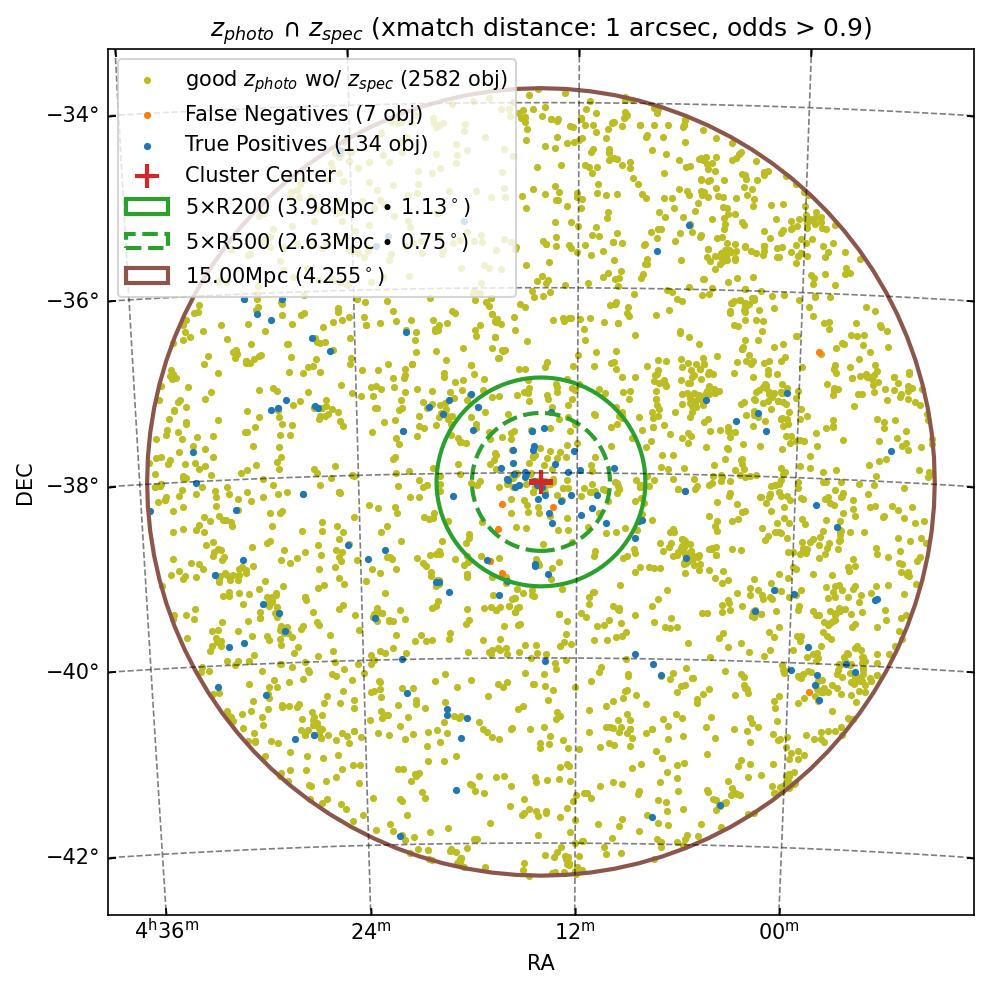 z_photo ∩ z_spec (xmatch distance: 1 arcsec, odds > 0.9)
good z_photo wo/ z_spec (2582 obj)
False Negatives (7 obj)
True Positives (134 obj)
Cluster Center
5×R200 (3.98Mpc • 1.13°)
5×R500 (2.63Mpc • 0.75°)
15.00Mpc (4.255°)
−34°
−36°
−38°
−40°
−42°
DEC
4ʰ36ᵐ 24ᵐ 12ᵐ 00ᵐ
RA